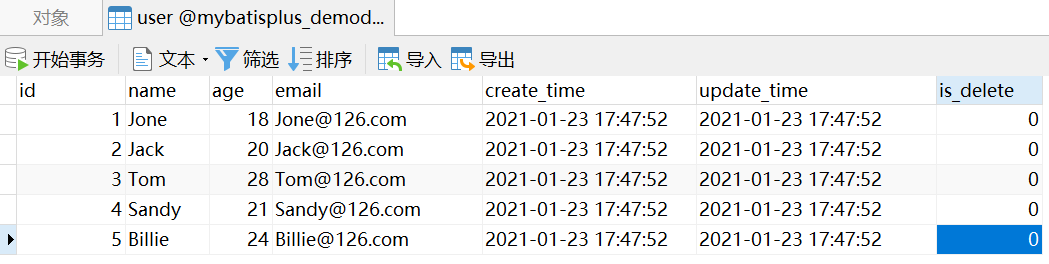 对象 user @mybatisplus_demod...
开始事务 文本 筛选 排序 导入 导出
id name age email create_time update_time is_delete
1 Jone 18 Jone@126.com 2021-01-23 17:47:52 2021-01-23 17:47:52 0
2 Jack 20 Jack@126.com 2021-01-23 17:47:52 2021-01-23 17:47:52 0
3 Tom 28 Tom@126.com 2021-01-23 17:47:52 2021-01-23 17:47:52 0
4 Sandy 21 Sandy@126.com 2021-01-23 17:47:52 2021-01-23 17:47:52 0
5 Billie 24 Billie@126.com 2021-01-23 17:47:52 2021-01-23 17:47:52 0